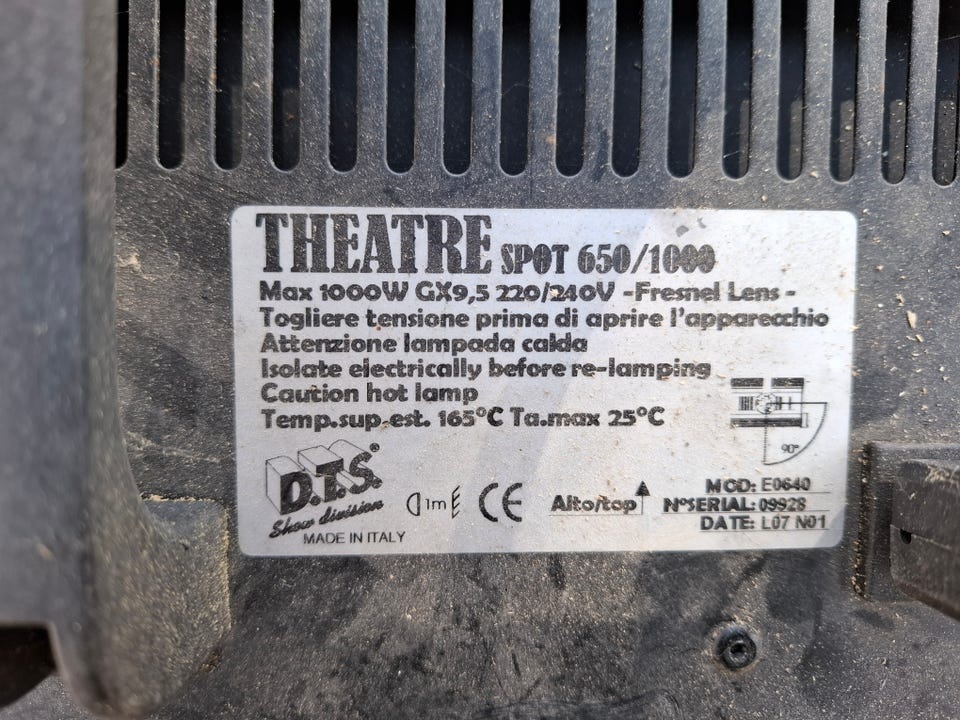 THEATRE SPOT 650/1000
Max 1000W GX9,5 220/240V -Fresnel Lens-
Togliere tensione prima di aprire l'apparecchio
Attenzione lampada calda
Isolate electrically before re-lamping
Caution hot lamp
Temp.sup.est. 165°C Ta.max 25°C
90°
D.T.S.®
Show division
MADE IN ITALY
1m
CE
Alto/top
MOD: E0640
N°SERIAL: 09928
DATE: L07 N01